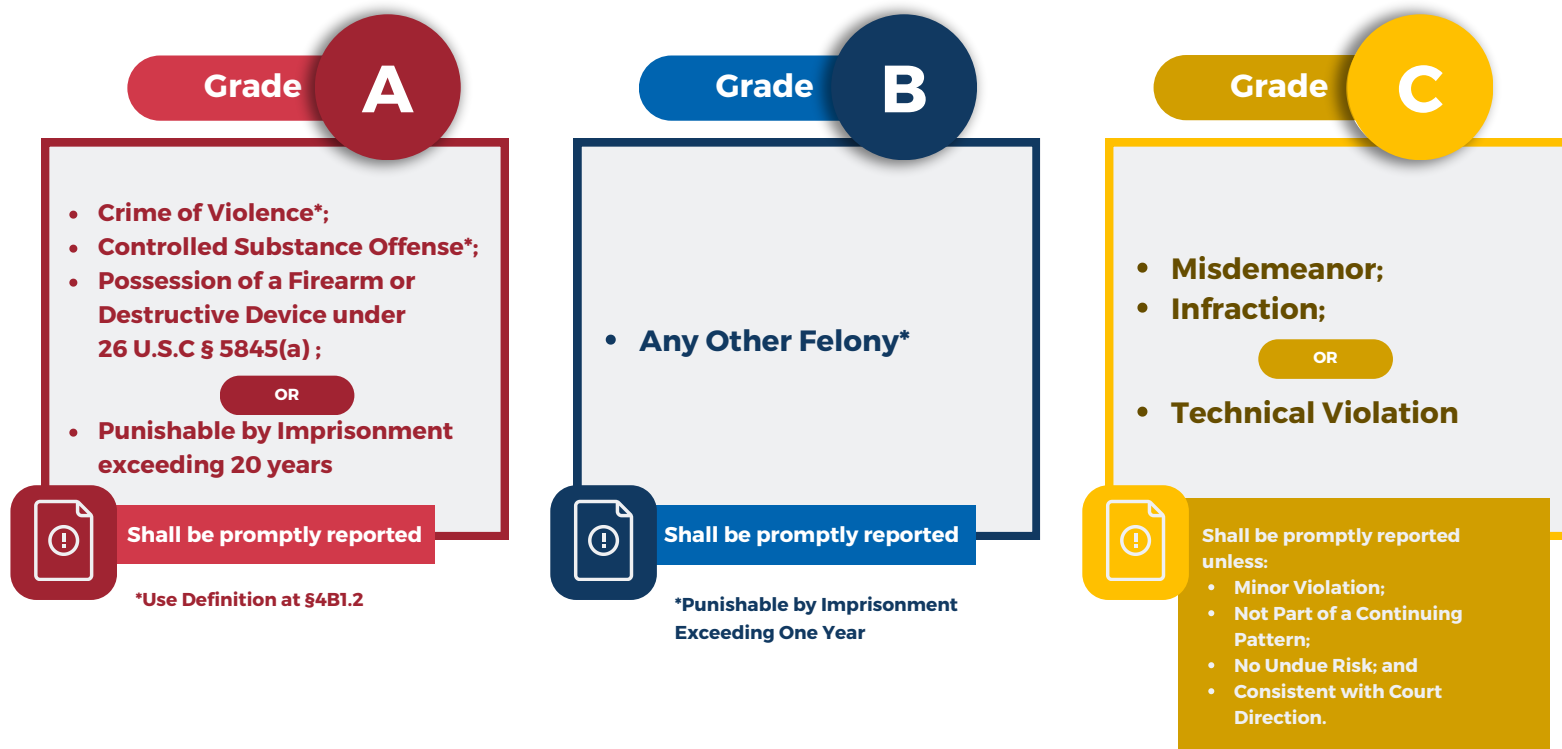 Grade A
• Crime of Violence*;
• Controlled Substance Offense*;
• Possession of a Firearm or
Destructive Device under
26 U.S.C § 5845(a) ;
OR
• Punishable by Imprisonment
exceeding 20 years
Shall be promptly reported
*Use Definition at §4B1.2
Grade B
• Any Other Felony*
Shall be promptly reported
*Punishable by Imprisonment
Exceeding One Year
Grade C
• Misdemeanor;
• Infraction;
OR
• Technical Violation
Shall be promptly reported
unless:
• Minor Violation;
• Not Part of a Continuing
Pattern;
• No Undue Risk; and
• Consistent with Court
Direction.